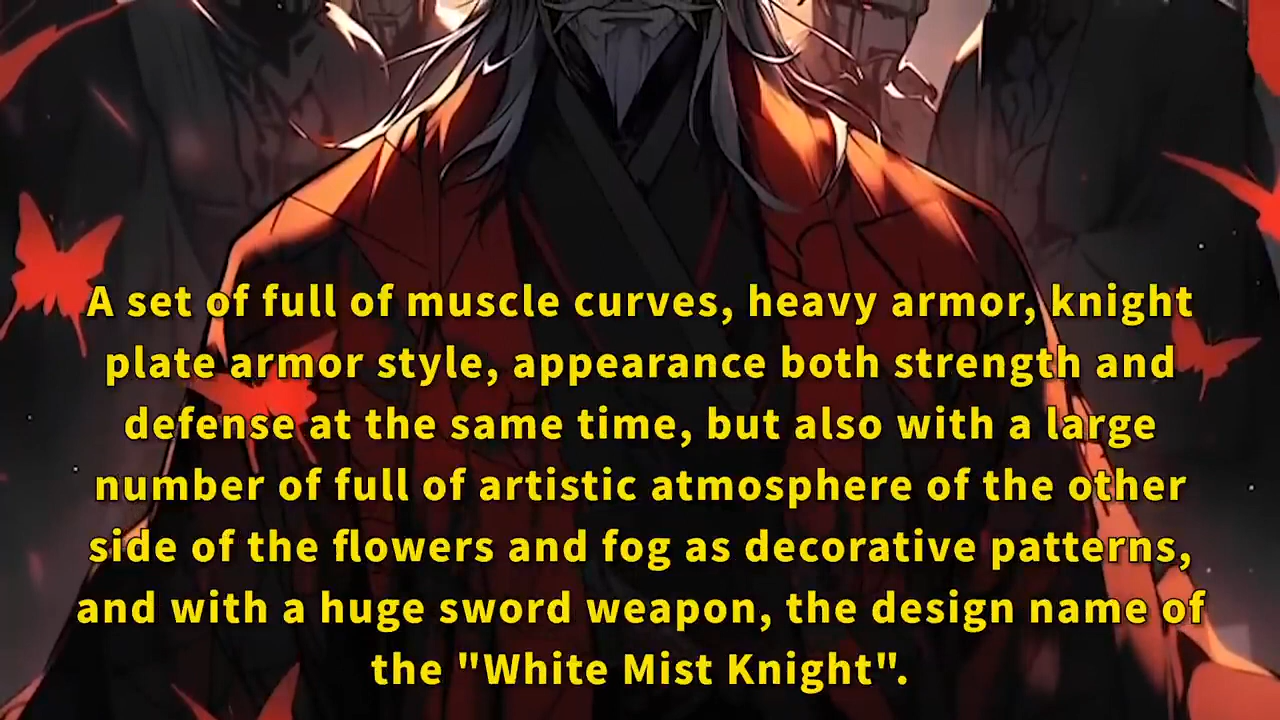 A set of full of muscle curves, heavy armor, knight
plate armor style, appearance both strength and
defense at the same time, but also with a large
number of full of artistic atmosphere of the other
side of the flowers and fog as decorative patterns,
and with a huge sword weapon, the design name of
the "White Mist Knight".